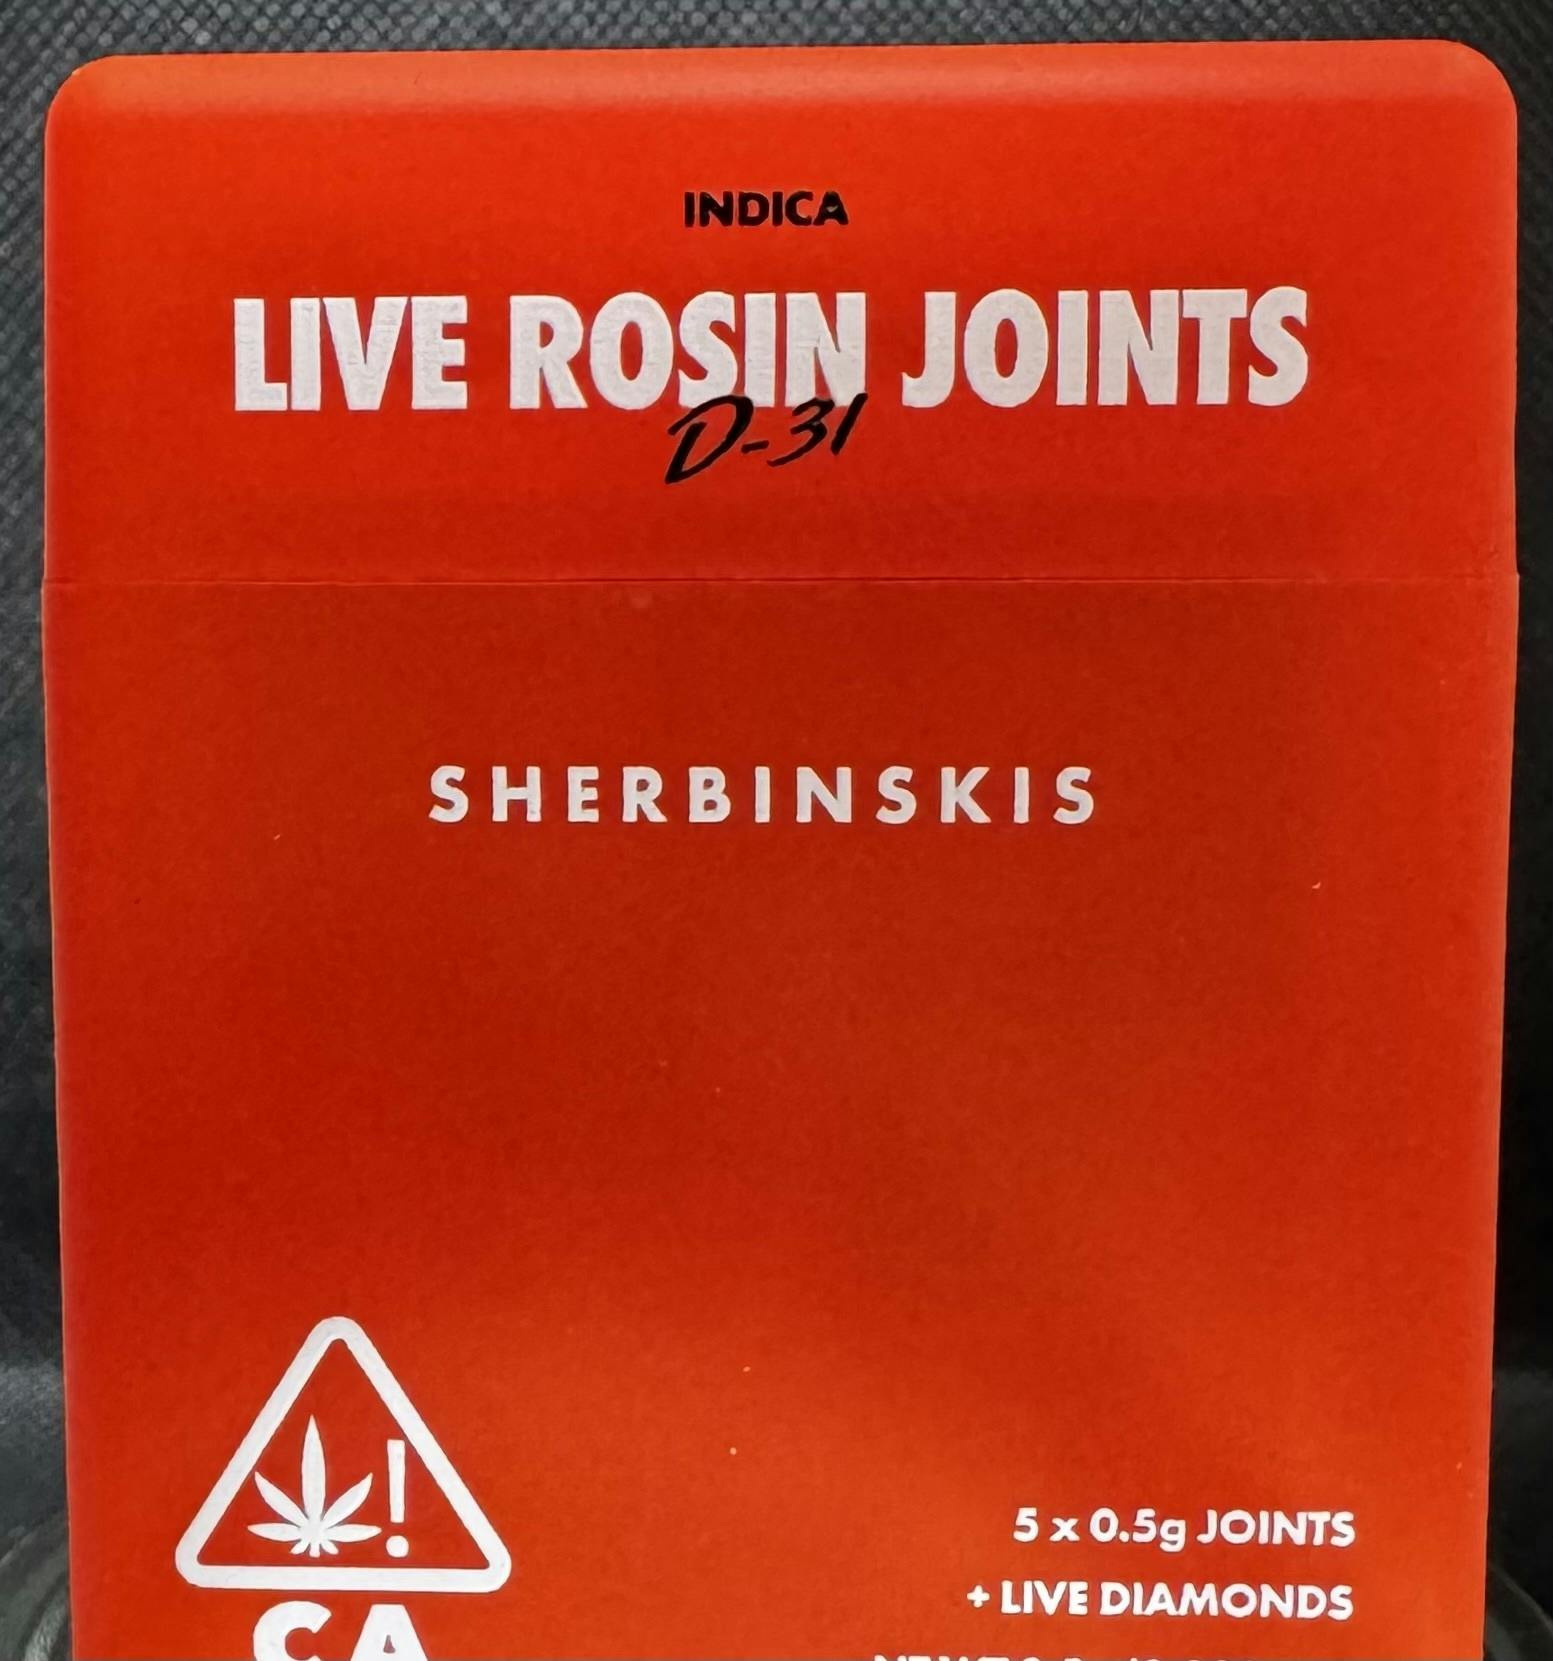 INDICA
LIVE ROSIN JOINTS
D-31
SHERBINSKIS
5 x 0.5g JOINTS
+ LIVE DIAMONDS
CA